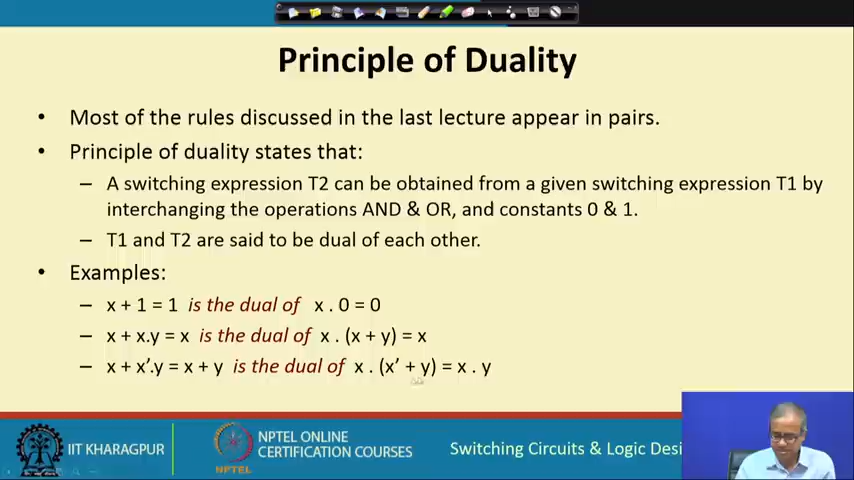 Principle of Duality
• Most of the rules discussed in the last lecture appear in pairs.
• Principle of duality states that:
– A switching expression T2 can be obtained from a given switching expression T1 by
interchanging the operations AND & OR, and constants 0 & 1.
– T1 and T2 are said to be dual of each other.
• Examples:
– x + 1 = 1 is the dual of x . 0 = 0
– x + x.y = x is the dual of x . (x + y) = x
– x + x’.y = x + y is the dual of x . (x’ + y) = x . y
IIT KHARAGPUR
NPTEL
NPTEL ONLINE
CERTIFICATION COURSES
Switching Circuits & Logic Desi